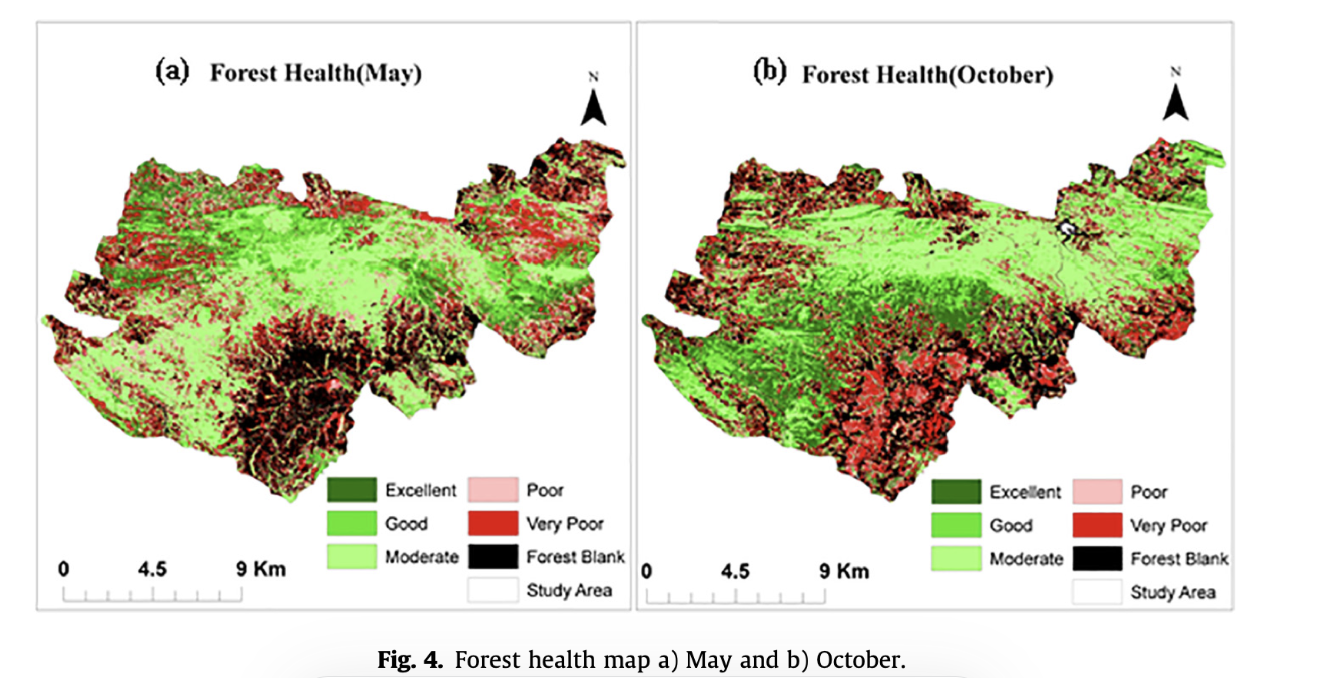 (a) Forest Health(May)
N
Excellent
Good
Moderate
Poor
Very Poor
Forest Blank
Study Area
0 4.5 9 Km
(b) Forest Health(October)
N
Excellent
Good
Moderate
Poor
Very Poor
Forest Blank
Study Area
0 4.5 9 Km
Fig. 4. Forest health map a) May and b) October.